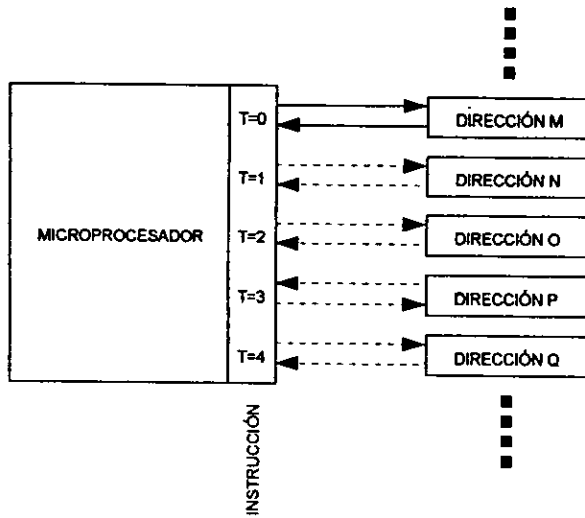 T=0
DIRECCIÓN M
T=1
DIRECCIÓN N
MICROPROCESADOR
T=2
DIRECCIÓN O
T=3
DIRECCIÓN P
T=4
DIRECCIÓN Q
INSTRUCCIÓN